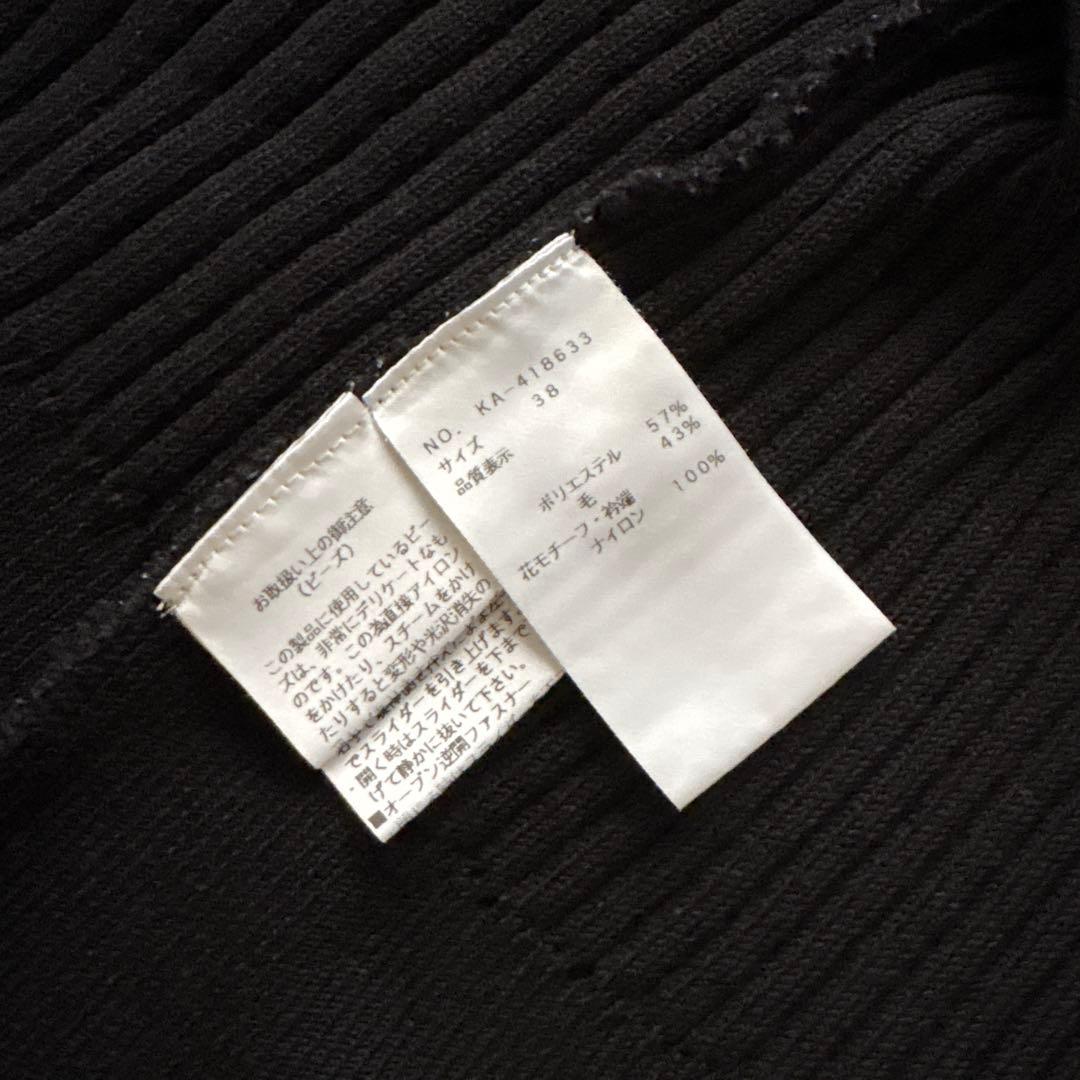 NO. KA-418633
サイズ 38
品質表示
ポリエステル 57%
毛 43%
花モチーフ・衿端
ナイロン 100%
お取扱い上の御注意
(ビーズ)
この製品に使用しているビー
ズは、非常にデリケートなも
のです。この為直接アイロン
をかけたり、スチームをかけ
たりすると変形や光沢消失の
でスライダーを引き上げます。
・開く時はスライダーを下まで
げて静かに抜いて下さい。
■オープン逆開ファスナー